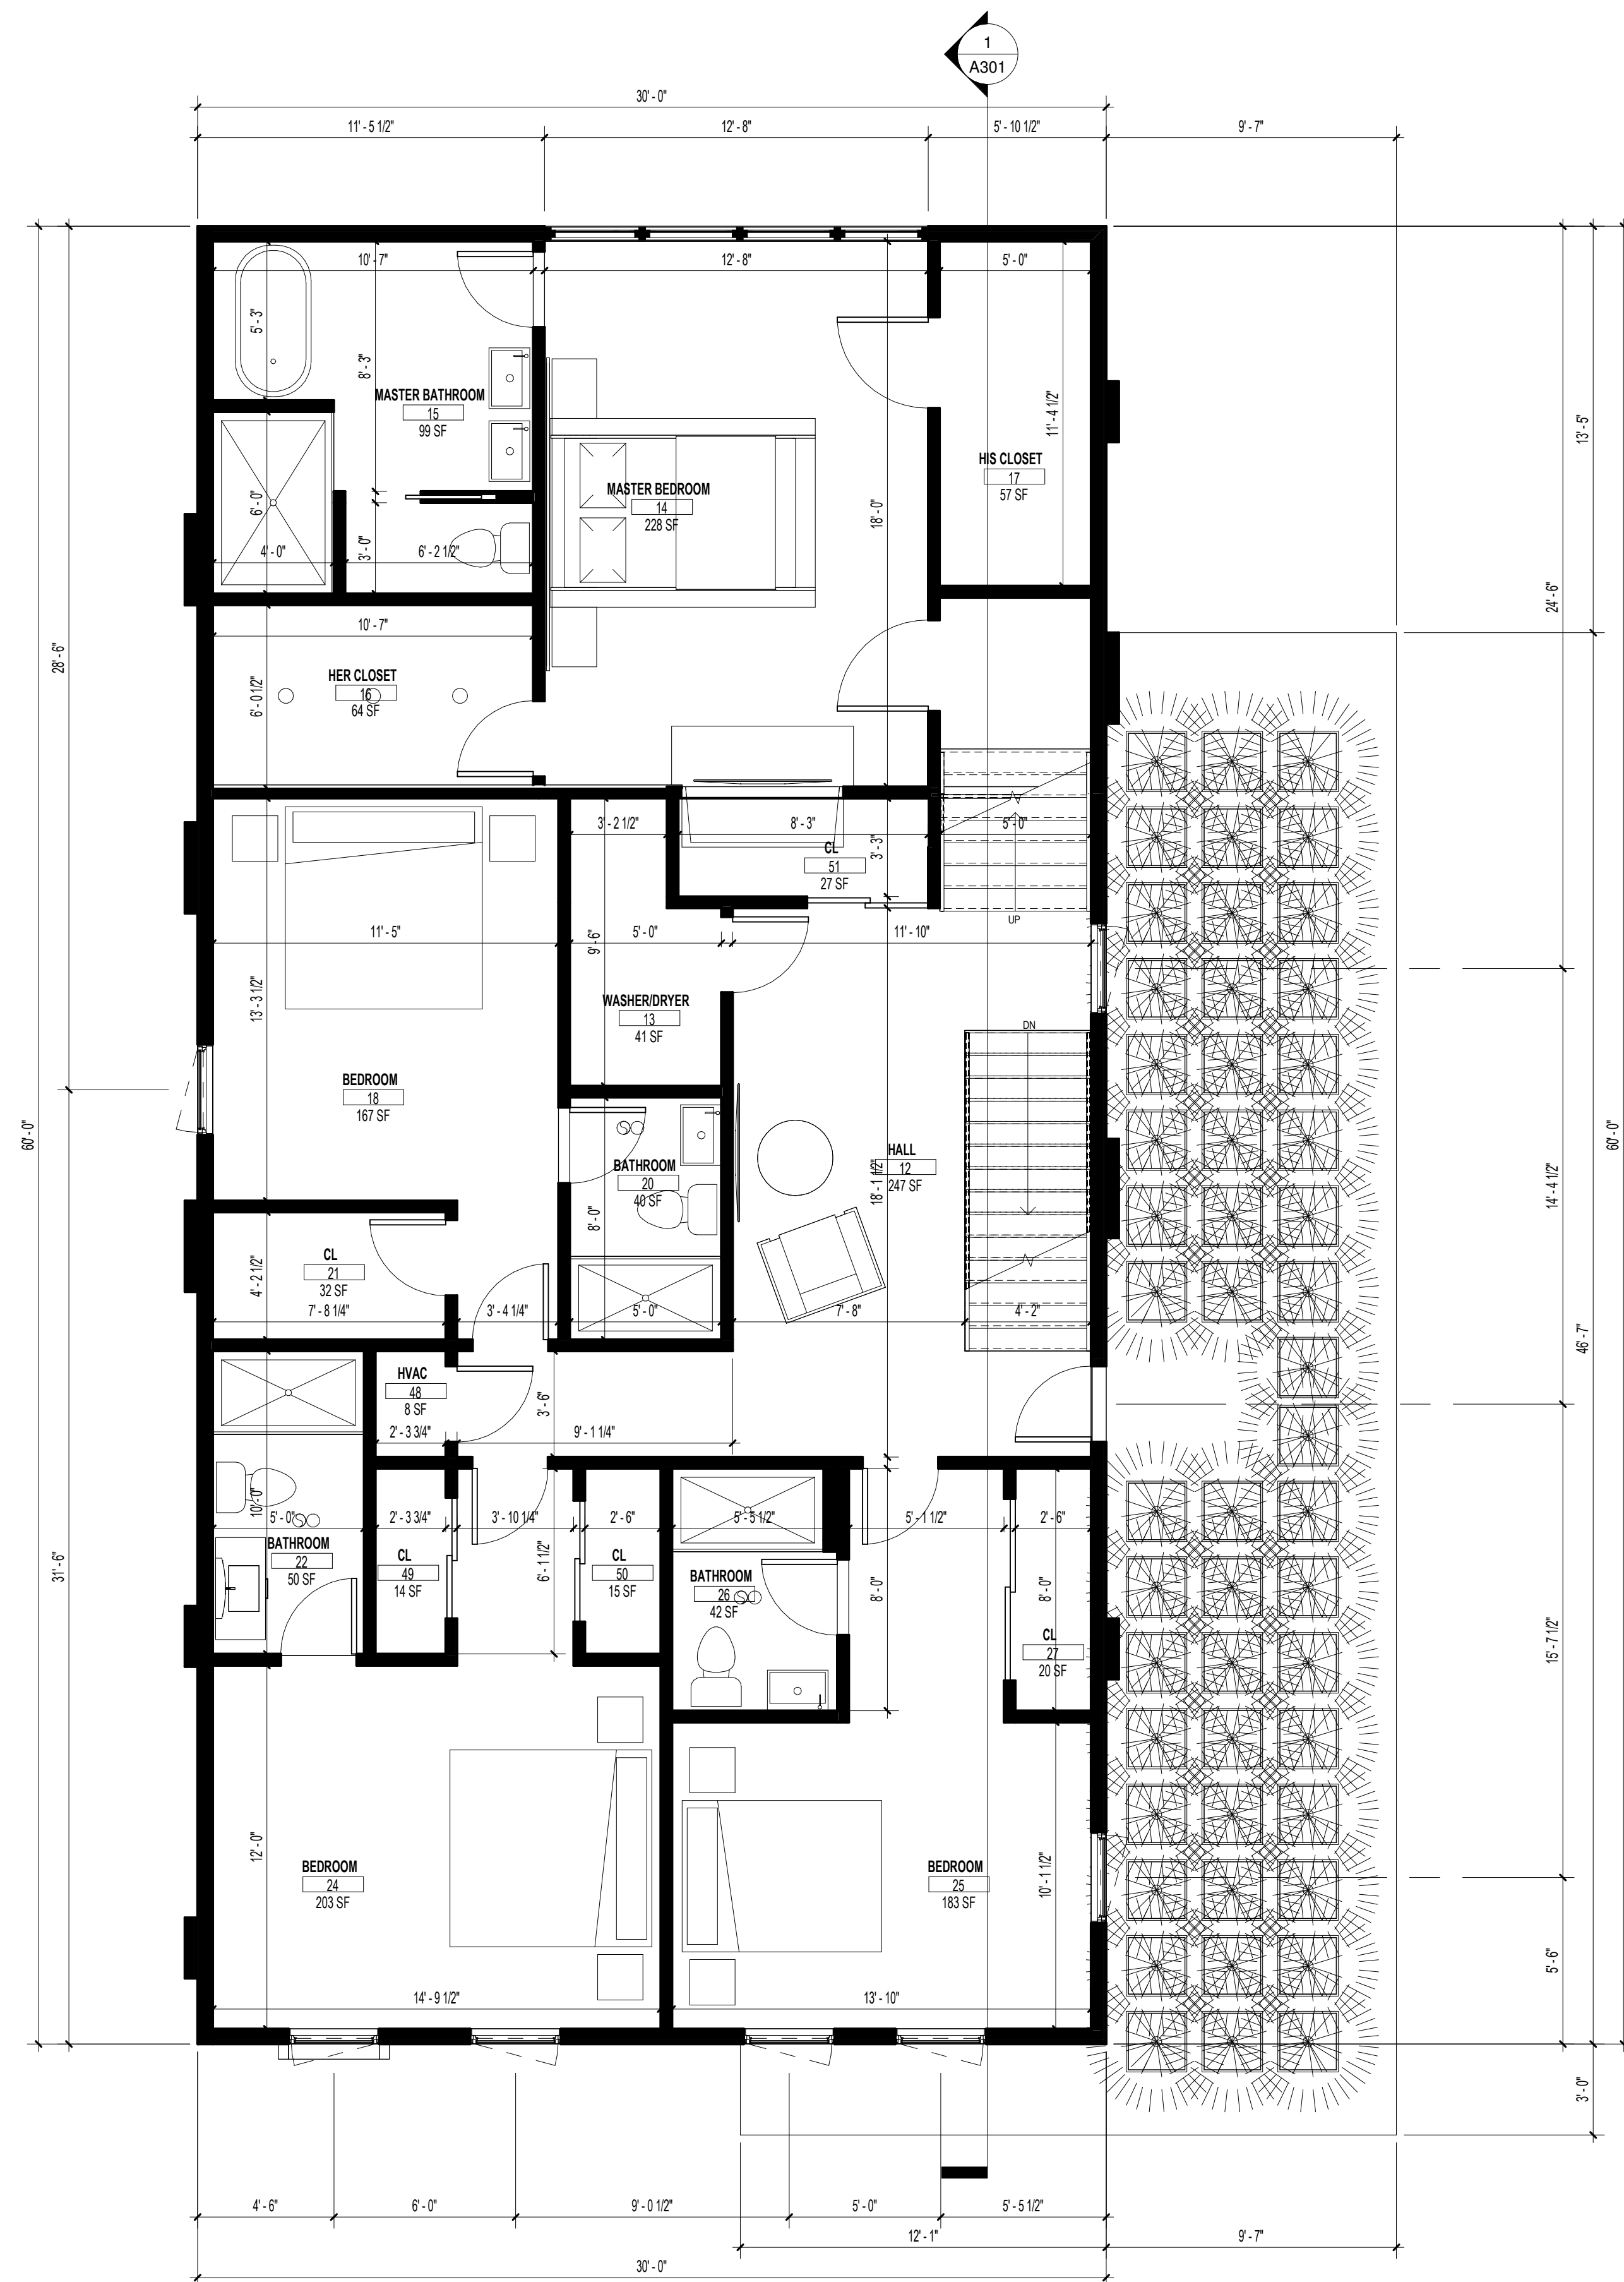 1
A301
30' - 0"
11' - 5 1/2"
12' - 8"
5' - 10 1/2"
9' - 7"
10' - 7"
12' - 8"
5' - 0"
5' - 3"
8' - 3"
MASTER BATHROOM
15
99 SF
11' - 4 1/2"
13' - 5"
HIS CLOSET
17
57 SF
MASTER BEDROOM
14
228 SF
6' - 0"
18' - 0"
4' - 0"
3' - 0"
6' - 2 1/2"
24' - 6"
10' - 7"
28' - 6"
HER CLOSET
16
64 SF
6' - 0 1/2"
3' - 2 1/2"
8' - 3"
5' - 0"
3' - 3"
CL
51
27 SF
UP
11' - 5"
5' - 0"
11' - 10"
9' - 6"
13' - 3 1/2"
WASHER/DRYER
13
41 SF
DN
BEDROOM
18
167 SF
60' - 0"
60' - 0"
HALL
12
247 SF
18' - 1 1/2"
14' - 4 1/2"
BATHROOM
20
40 SF
8' - 0"
CL
21
32 SF
4' - 2 1/2"
7' - 8 1/4"
3' - 4 1/4"
5' - 0"
7' - 8"
4' - 2"
46' - 7"
HVAC
48
8 SF
3' - 6"
2' - 3 3/4"
9' - 1 1/4"
10' - 0"
5' - 0"
2' - 3 3/4"
3' - 10 1/4"
2' - 6"
5' - 5 1/2"
5' - 1 1/2"
2' - 6"
BATHROOM
22
50 SF
CL
49
14 SF
6' - 1 1/2"
CL
50
15 SF
BATHROOM
26
42 SF
8' - 0"
8' - 0"
31' - 6"
CL
27
20 SF
15' - 7 1/2"
12' - 0"
BEDROOM
24
203 SF
BEDROOM
25
183 SF
10' - 1 1/2"
5' - 6"
14' - 9 1/2"
13' - 10"
3' - 0"
4' - 6"
6' - 0"
9' - 0 1/2"
5' - 0"
5' - 5 1/2"
12' - 1"
9' - 7"
30' - 0"